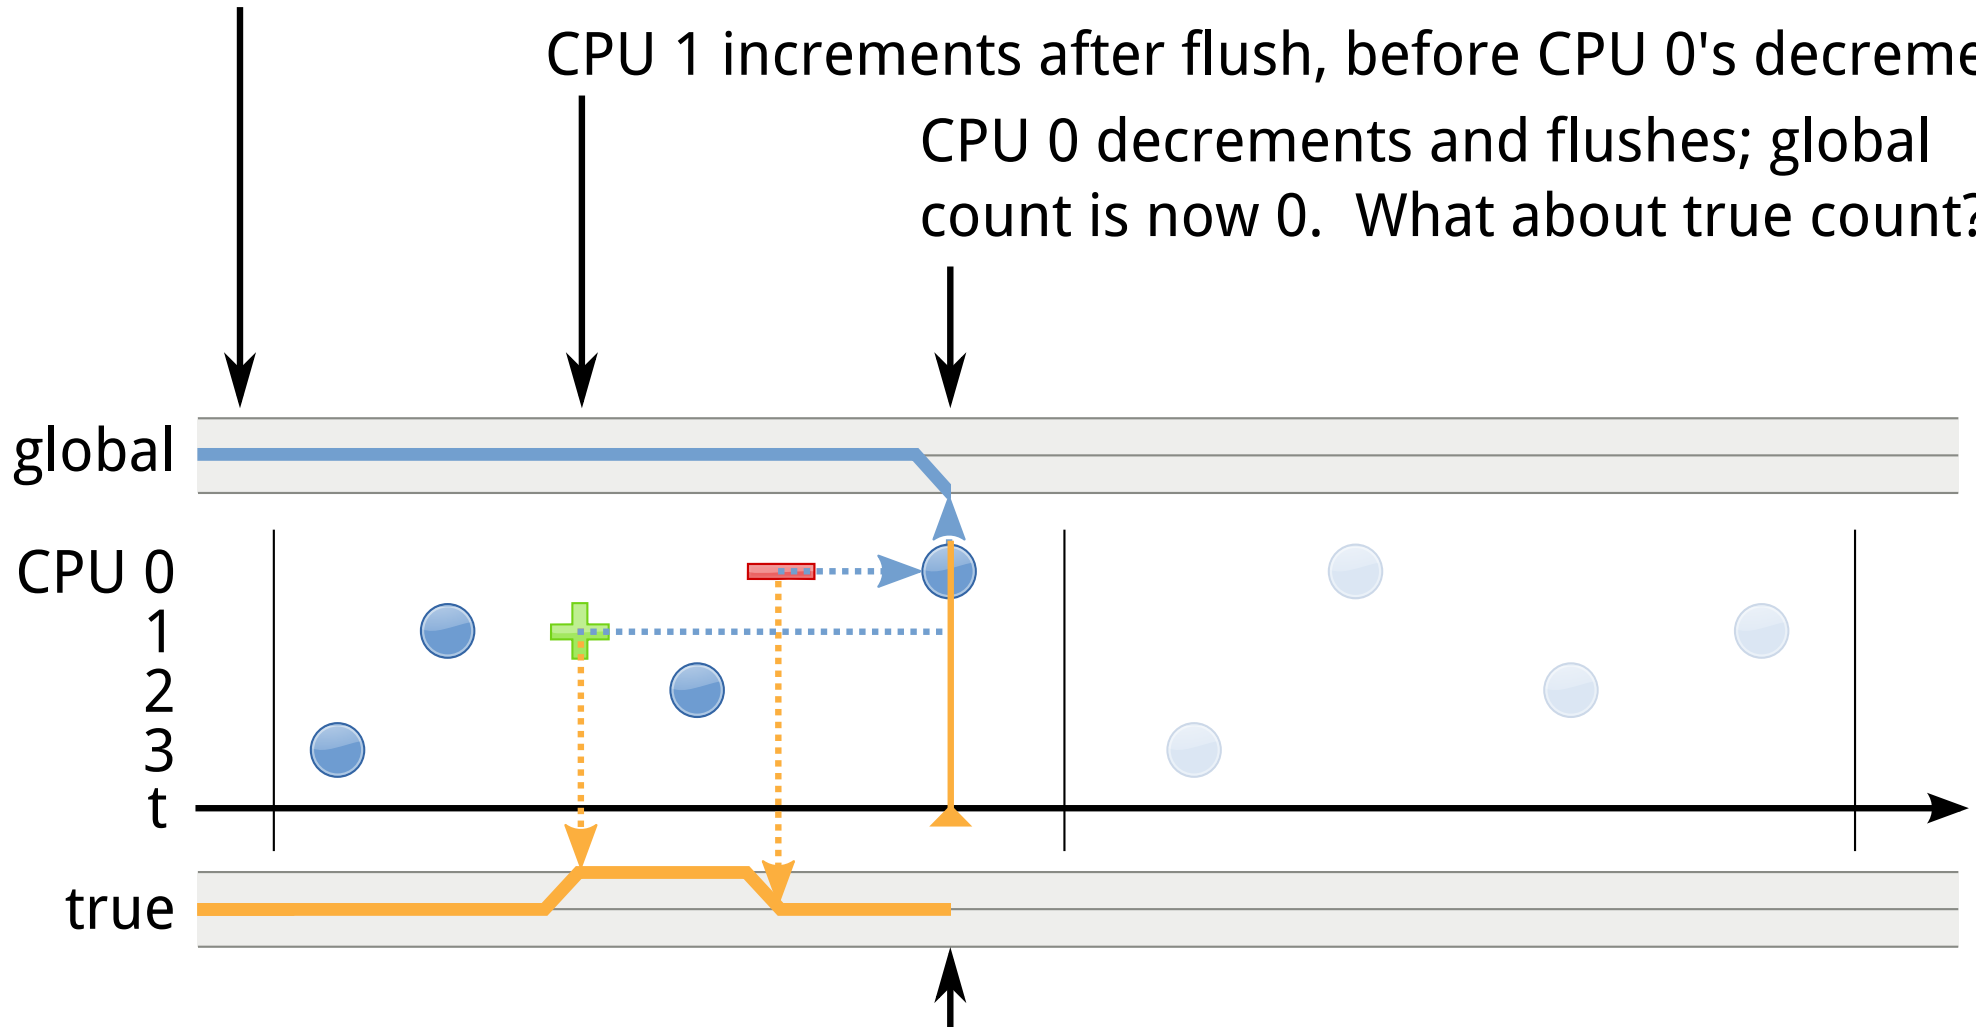 CPU 1 increments after flush, before CPU 0's decreme
CPU 0 decrements and flushes; global
count is now 0. What about true count?
global
CPU 0
1
2
3
t
true